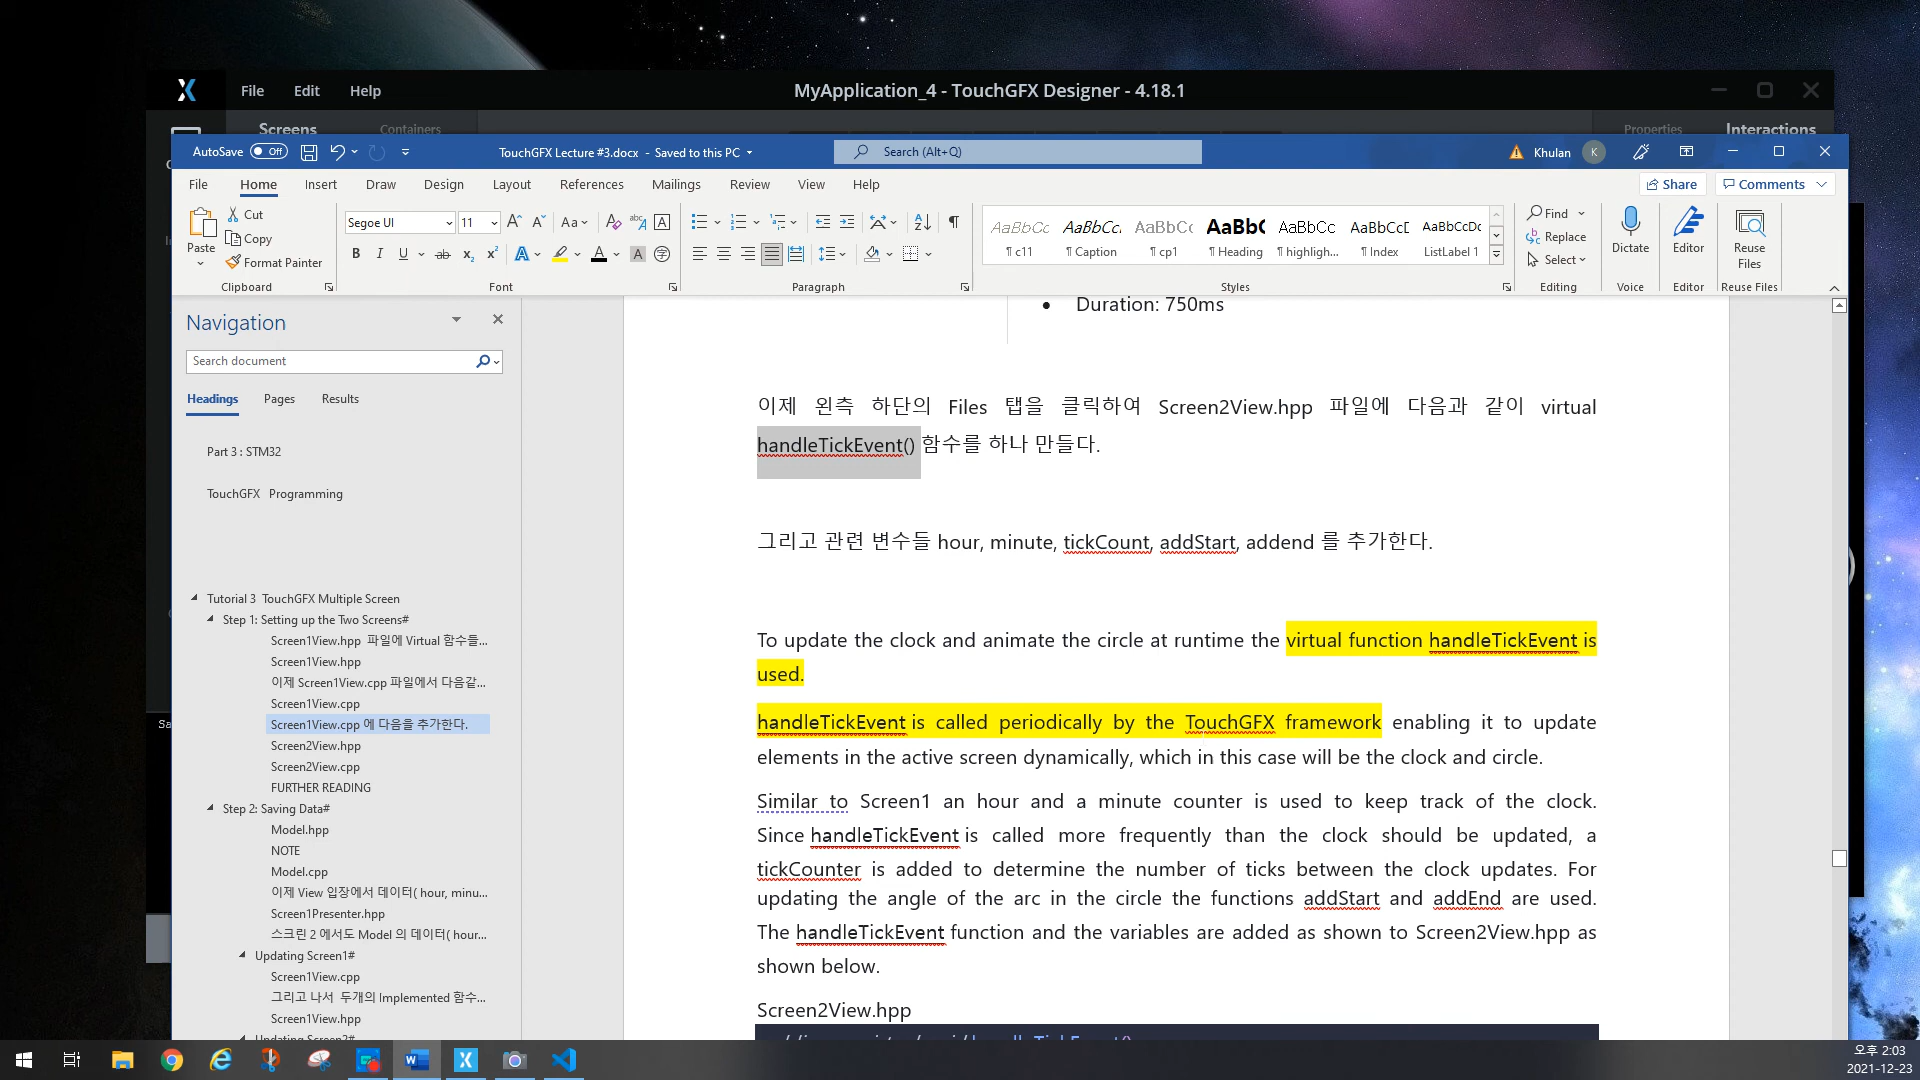 File Edit Help
MyApplication_4 - TouchGFX Designer - 4.18.1
Screens Containers Properties Interactions
AutoSave Off TouchGFX Lecture #3.docx - Saved to this PC Search (Alt+Q) Khulan K
File Home Insert Draw Design Layout References Mailings Review View Help Share Comments
Paste Cut Copy Format Painter
Segoe UI 11
AaBbCc AaBbCc AaBbCc AaBbC AaBbCc AaBbCcD AaBbCcDc
¶ c11 ¶ Caption ¶ cp1 ¶ Heading ¶ highligh... ¶ Index ListLabel 1
Find Replace Select
Dictate Editor Reuse Files
Clipboard Font Paragraph Styles Editing Voice Editor Reuse Files
Navigation
Search document
Headings Pages Results
Part 3 : STM32
TouchGFX Programming
Tutorial 3 TouchGFX Multiple Screen
Step 1: Setting up the Two Screens#
Screen1View.hpp 파일에 Virtual 함수들...
Screen1View.hpp
이제 Screen1View.cpp 파일에서 다음같...
Screen1View.cpp
Screen1View.cpp 에 다음을 추가한다.
Screen2View.hpp
Screen2View.cpp
FURTHER READING
Step 2: Saving Data#
Model.hpp
NOTE
Model.cpp
이제 View 입장에서 데이터( hour, minu...
Screen1Presenter.hpp
스크린 2 에서도 Model 의 데이터( hour...
Updating Screen1#
Screen1View.cpp
그리고 나서 두개의 Implemented 함수...
Screen1View.hpp
Updating Screen2#
• Duration: 750ms
이제 왼측 하단의 Files 탭을 클릭하여 Screen2View.hpp 파일에 다음과 같이 virtual
handleTickEvent() 함수를 하나 만들다.
그리고 관련 변수들 hour, minute, tickCount, addStart, addend 를 추가한다.
To update the clock and animate the circle at runtime the virtual function handleTickEvent is
used.
handleTickEvent is called periodically by the TouchGFX framework enabling it to update
elements in the active screen dynamically, which in this case will be the clock and circle.
Similar to Screen1 an hour and a minute counter is used to keep track of the clock.
Since handleTickEvent is called more frequently than the clock should be updated, a
tickCounter is added to determine the number of ticks between the clock updates. For
updating the angle of the arc in the circle the functions addStart and addEnd are used.
The handleTickEvent function and the variables are added as shown to Screen2View.hpp as
shown below.
Screen2View.hpp
오후 2:03
2021-12-23